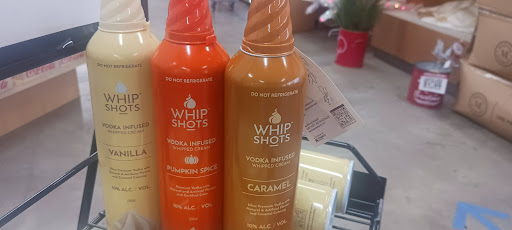 DO NOT REFRIGERATE
WHIP
SHOTS
VODKA INFUSED
WHIPPED CREAM
VANILLA
10% ALC. / VOL.
DO NOT REFRIGERATE
WHIP
SHOTS
VODKA INFUSED
WHIPPED CREAM
PUMPKIN SPICE
10% ALC. / VOL.
DO NOT REFRIGERATE
WHIP
SHOTS
VODKA INFUSED
WHIPPED CREAM
CARAMEL
10% ALC. / VOL.